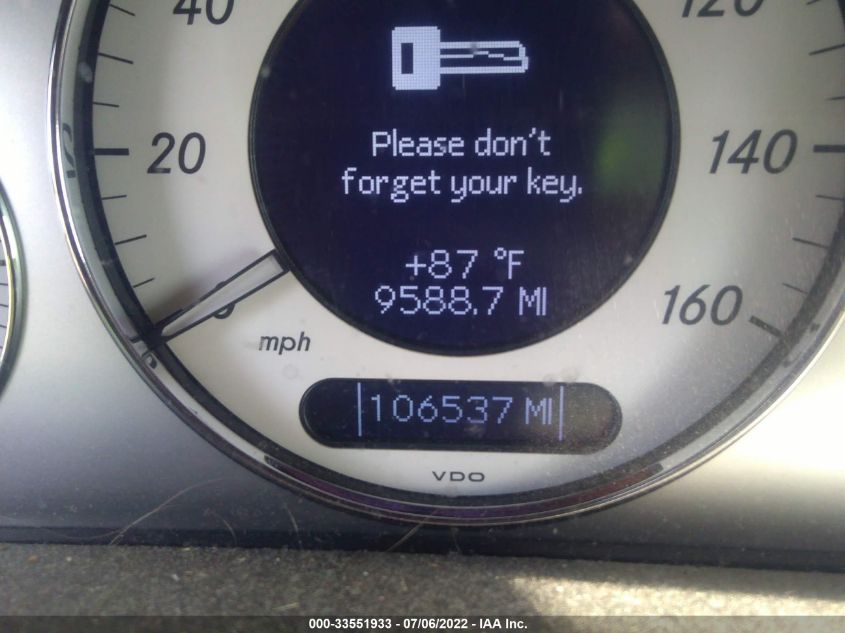 40
120
20
140
Please don't
forget your key.
+87 °F
9588.7 MI
160
mph
106537 MI
VDO
000-33551933 - 07/06/2022 - IAA Inc.